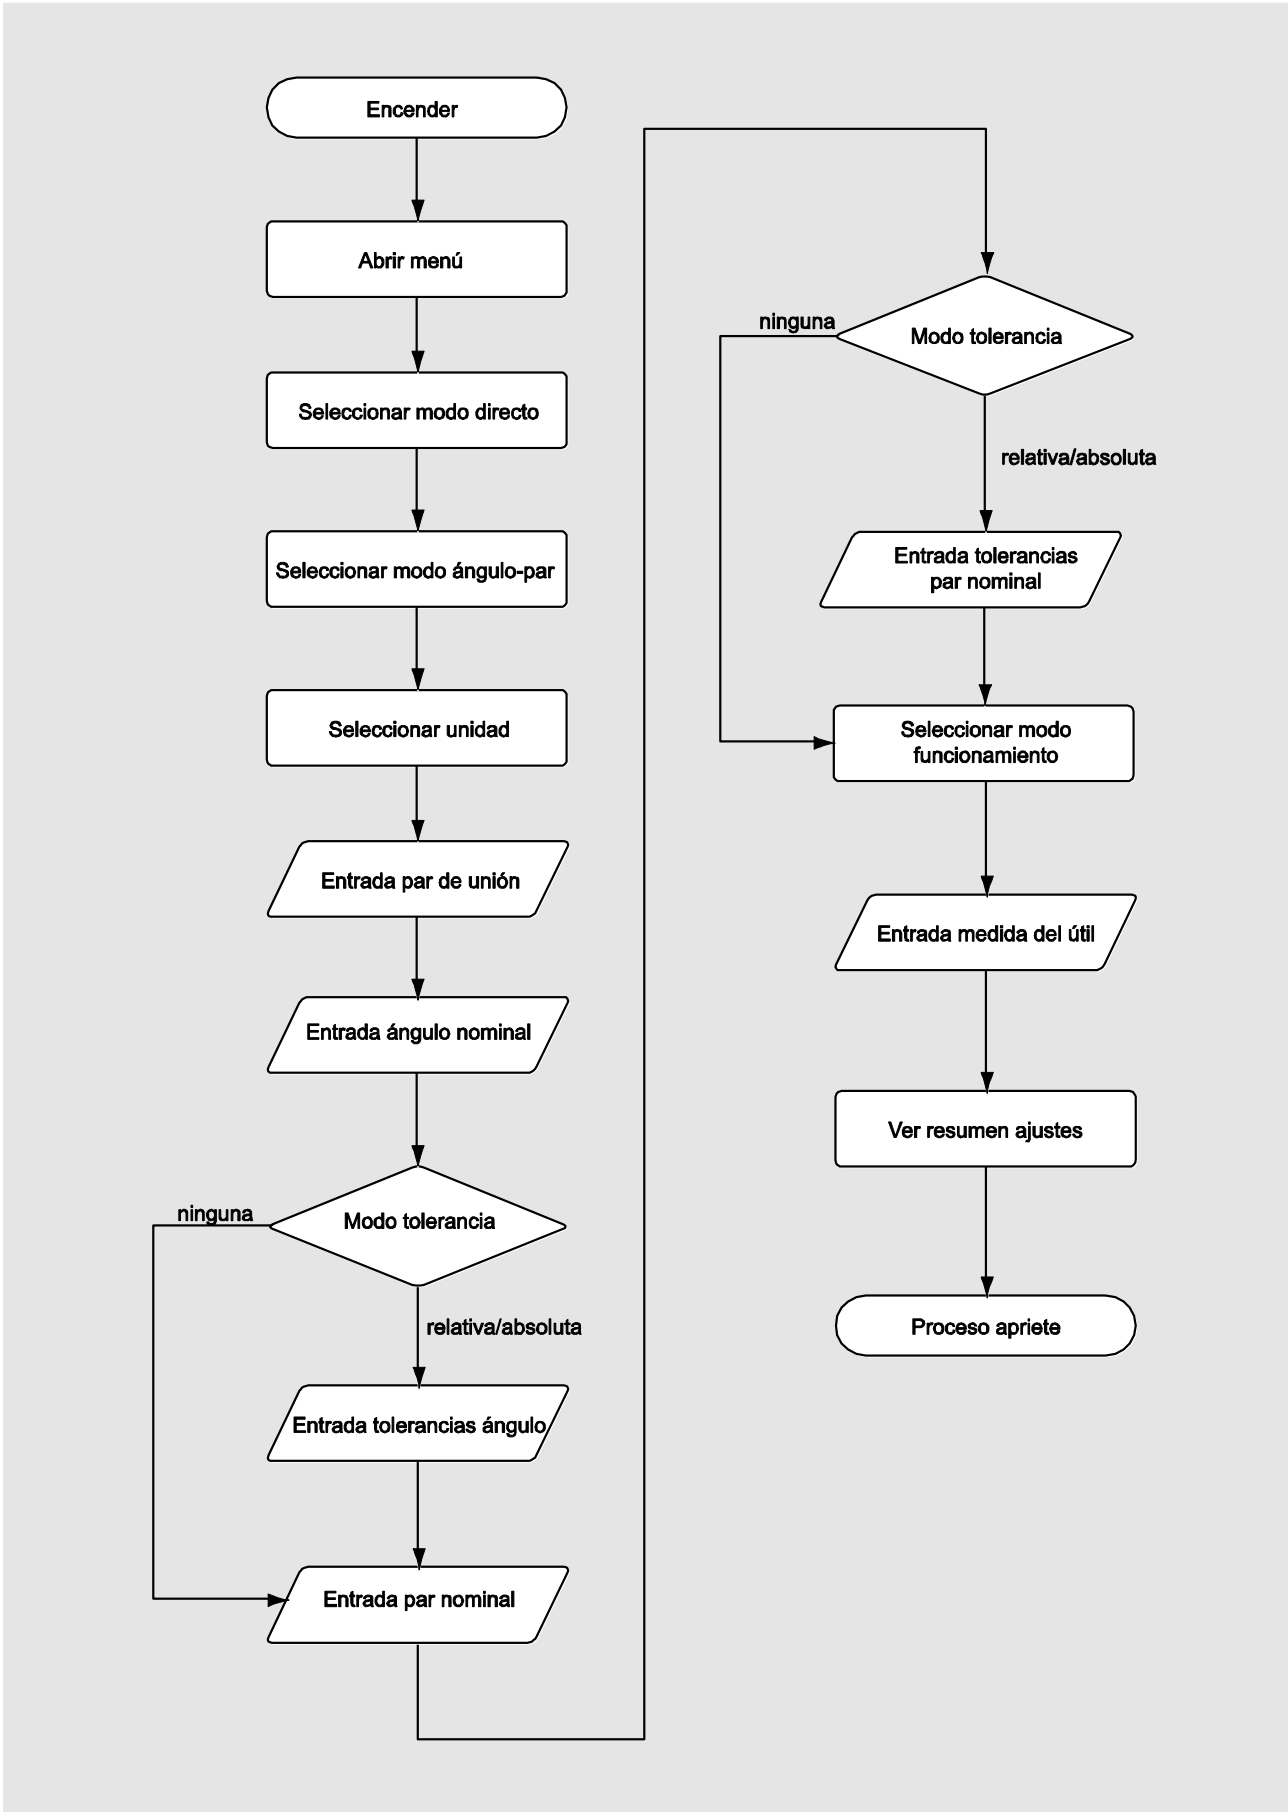 Encender
Abrir menú
Seleccionar modo directo
Seleccionar modo ángulo-par
Seleccionar unidad
Entrada par de unión
Entrada ángulo nominal
Modo tolerancia
ninguna
relativa/absoluta
Entrada tolerancias ángulo
Entrada par nominal
Modo tolerancia
ninguna
relativa/absoluta
Entrada tolerancias
par nominal
Seleccionar modo
funcionamiento
Entrada medida del útil
Ver resumen ajustes
Proceso apriete